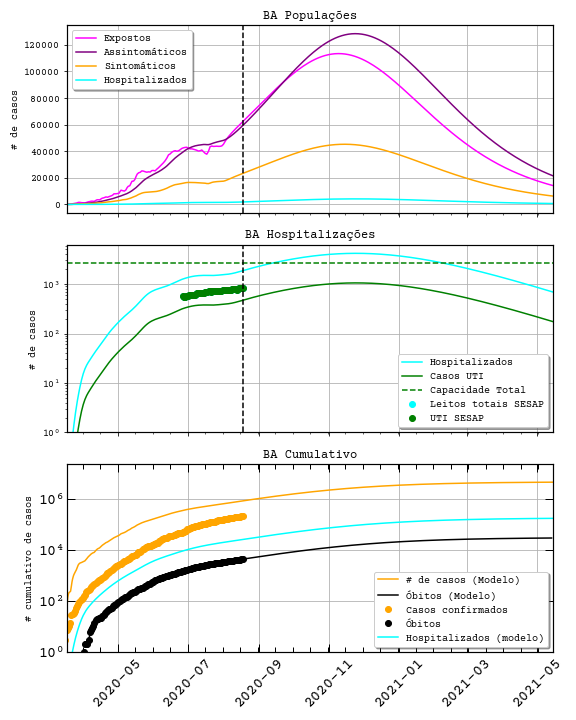 BA Populações
# de casos
120000
100000
80000
60000
40000
20000
0
Expostos
Assintomáticos
Sintomáticos
Hospitalizados
BA Hospitalizações
# de casos
10³
10²
10¹
10⁰
Hospitalizados
Casos UTI
Capacidade Total
Leitos totais SESAP
UTI SESAP
BA Cumulativo
# cumulativo de casos
10⁶
10⁴
10²
10⁰
# de casos (Modelo)
Óbitos (Modelo)
Casos confirmados
Óbitos
Hospitalizados (modelo)
2020-05
2020-07
2020-09
2020-11
2021-01
2021-03
2021-05